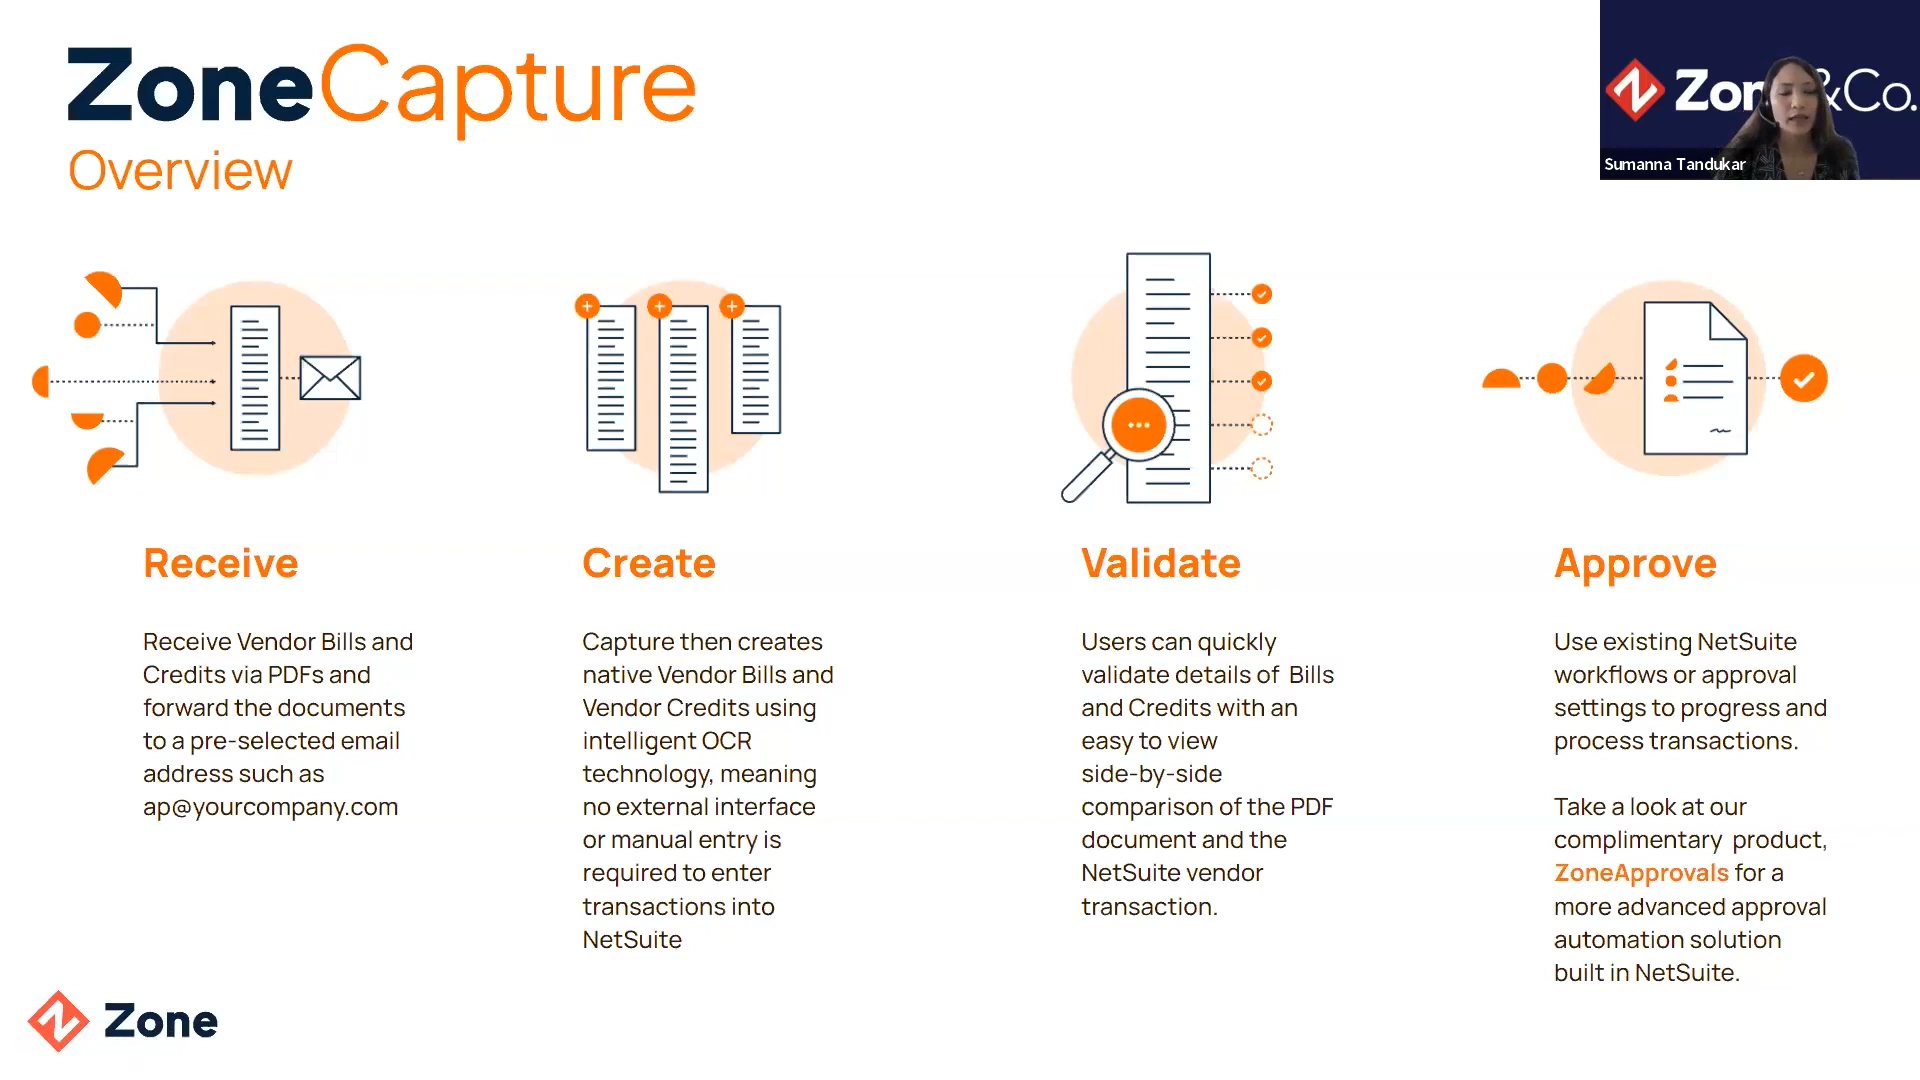 ZoneCapture
Overview
Zone&Co.
Sumanna Tandukar
Receive
Receive Vendor Bills and
Credits via PDFs and
forward the documents
to a pre-selected email
address such as
ap@yourcompany.com
Create
Capture then creates
native Vendor Bills and
Vendor Credits using
intelligent OCR
technology, meaning
no external interface
or manual entry is
required to enter
transactions into
NetSuite
Validate
Users can quickly
validate details of  Bills
and Credits with an
easy to view
side-by-side
comparison of the PDF
document and the
NetSuite vendor
transaction.
Approve
Use existing NetSuite
workflows or approval
settings to progress and
process transactions.
Take a look at our
complimentary  product,
ZoneApprovals for a
more advanced approval
automation solution
built in NetSuite.
Zone